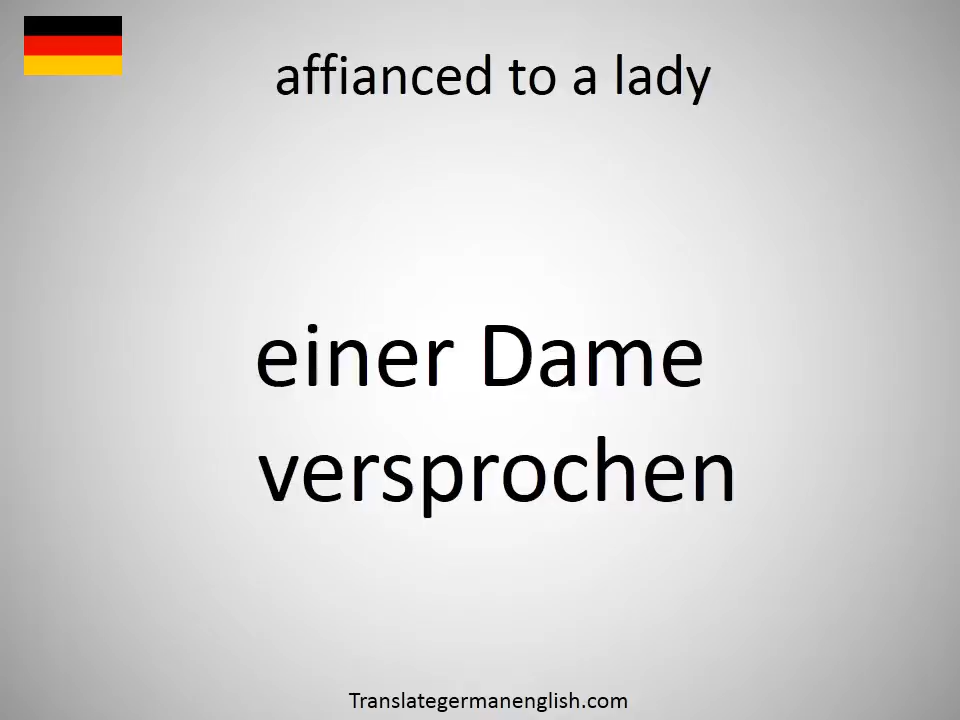 affianced to a lady
einer Dame
versprochen
Translategermanenglish.com